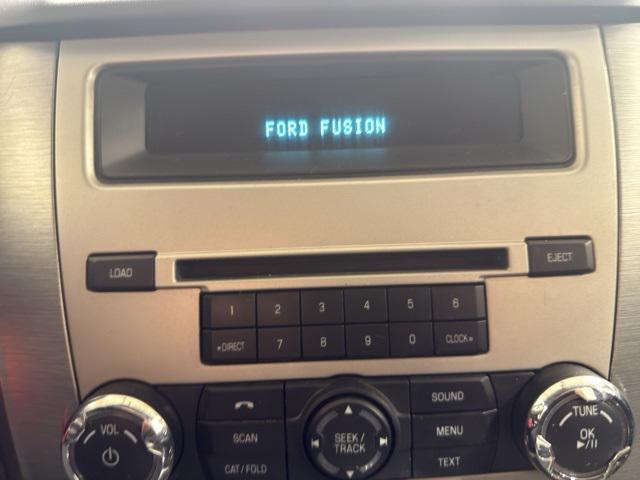 FORD FUSION
LOAD
EJECT
1 2 3 4 5 6
*DIRECT 7 8 9 0 CLOCK
VOL
SCAN
CAT/FOLD
SEEK/
TRACK
SOUND
MENU
TEXT
TUNE
OK